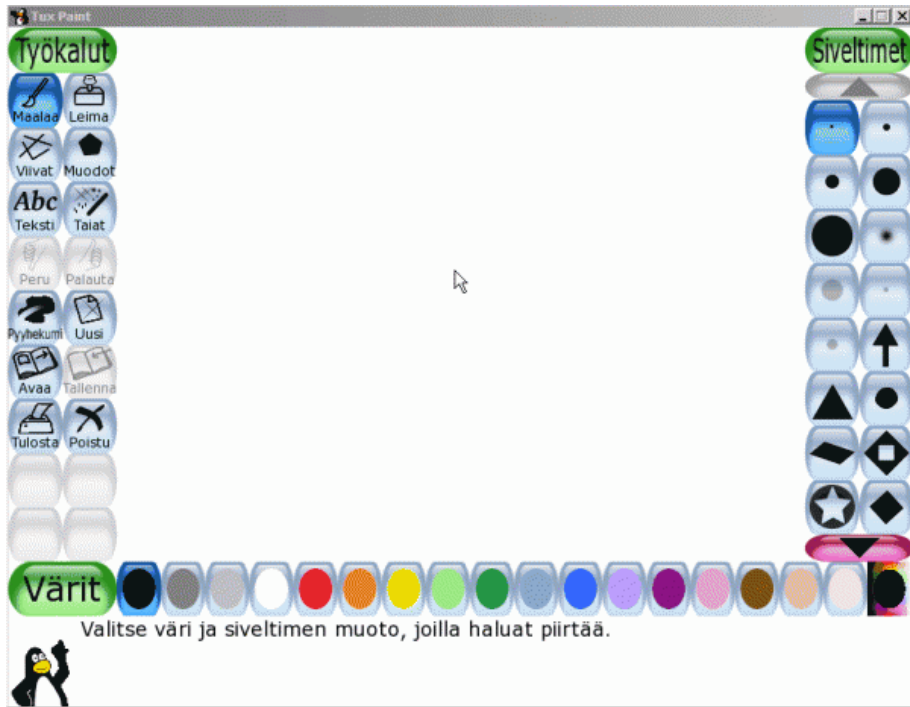 Tux Paint
Työkalut
Siveltimet
Maalaa Leima
Viivat Muodot
Abc
Teksti Taiat
Peru Palauta
Pyyhekumi Uusi
Avaa Tallenna
Tulosta Poistu
Värit
Valitse väri ja siveltimen muoto, joilla haluat piirtää.